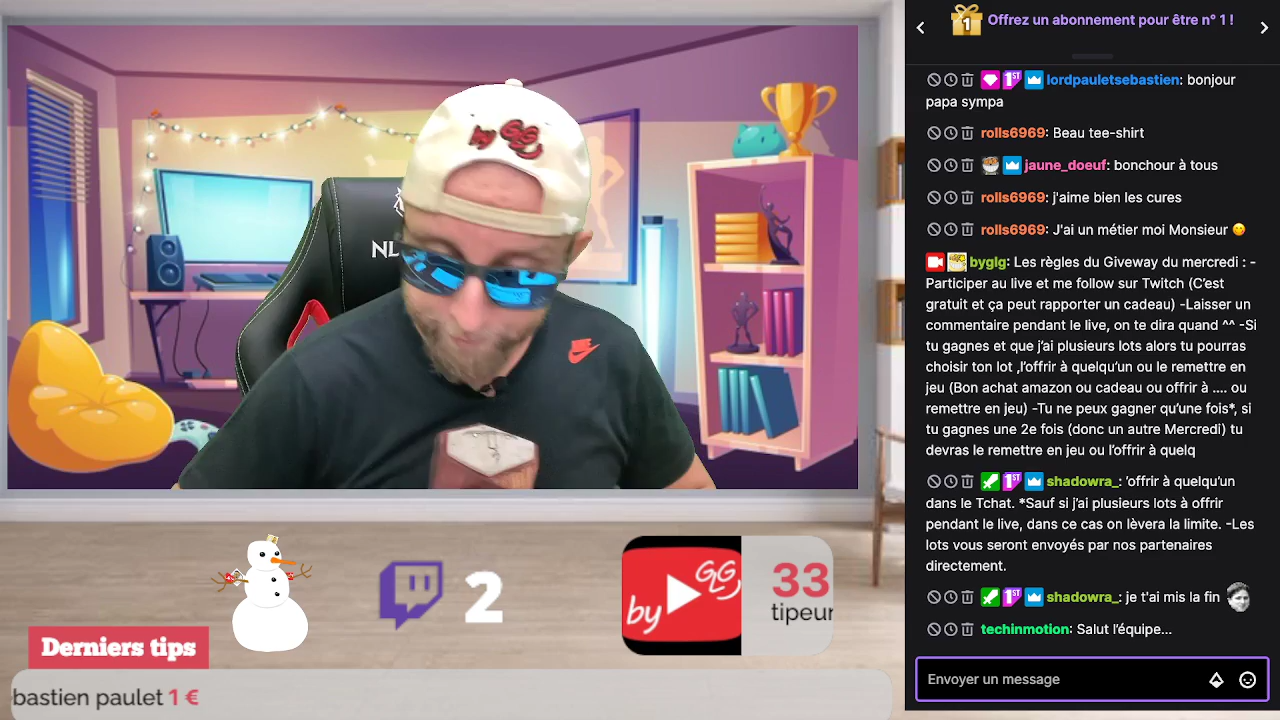 by GLG
NL
2
by GLG
33
tipeur
Derniers tips
bastien paulet 1 €
1
Offrez un abonnement pour être n° 1 !
1ST lordpauletsebastien: bonjour
papa sympa
rolls6969: Beau tee-shirt
jaune_doeuf: bonchour à tous
rolls6969: j'aime bien les cures
rolls6969: J'ai un métier moi Monsieur 😋
byglg: Les règles du Giveway du mercredi : -
Participer au live et me follow sur Twitch (C'est
gratuit et ça peut rapporter un cadeau) -Laisser un
commentaire pendant le live, on te dira quand ^^ -Si
tu gagnes et que j'ai plusieurs lots alors tu pourras
choisir ton lot ,l'offrir à quelqu'un ou le remettre en
jeu (Bon achat amazon ou cadeau ou offrir à .... ou
remettre en jeu) -Tu ne peux gagner qu'une fois*, si
tu gagnes une 2e fois (donc un autre Mercredi) tu
devras le remettre en jeu ou l'offrir à quelq
1ST shadowra_: 'offrir à quelqu'un
dans le Tchat. *Sauf si j'ai plusieurs lots à offrir
pendant le live, dans ce cas on lèvera la limite. -Les
lots vous seront envoyés par nos partenaires
directement.
1ST shadowra_: je t'ai mis la fin
techinmotion: Salut l'équipe...
Envoyer un message